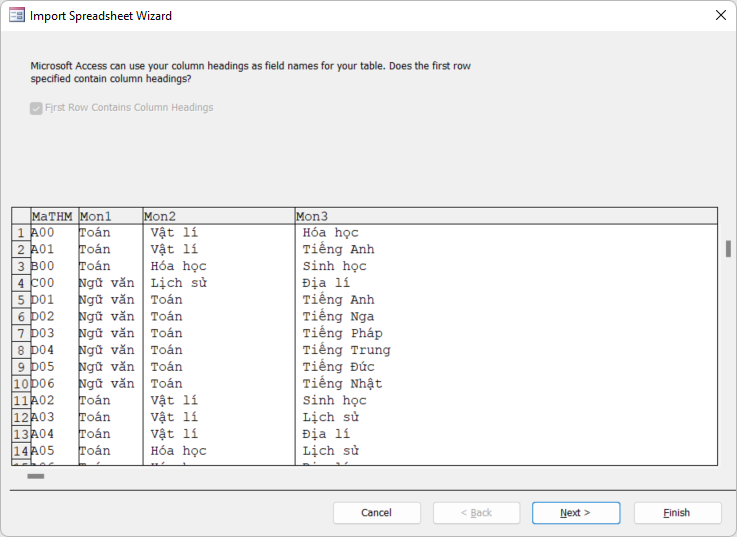 Import Spreadsheet Wizard
Microsoft Access can use your column headings as field names for your table. Does the first row
specified contain column headings?
First Row Contains Column Headings
MaTHM Mon1 Mon2 Mon3
1 A00 Toán Vật lí Hóa học
2 A01 Toán Vật lí Tiếng Anh
3 B00 Toán Hóa học Sinh học
4 C00 Ngữ văn Lịch sử Địa lí
5 D01 Ngữ văn Toán Tiếng Anh
6 D02 Ngữ văn Toán Tiếng Nga
7 D03 Ngữ văn Toán Tiếng Pháp
8 D04 Ngữ văn Toán Tiếng Trung
9 D05 Ngữ văn Toán Tiếng Đức
10 D06 Ngữ văn Toán Tiếng Nhật
11 A02 Toán Vật lí Sinh học
12 A03 Toán Vật lí Lịch sử
13 A04 Toán Vật lí Địa lí
14 A05 Toán Hóa học Lịch sử
Cancel < Back Next > Finish